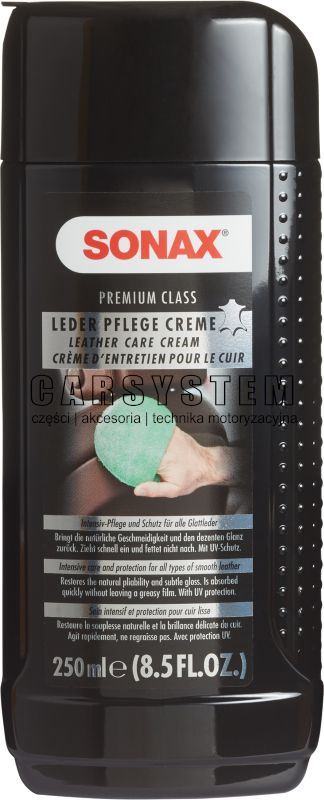 SONAX®
PREMIUM CLASS
LEDER PFLEGE CREME
LEATHER CARE CREAM
CRÈME D'ENTRETIEN POUR LE CUIR
CARSYSTEM
części | akcesoria | technika motoryzacyjna
Intensiv-Pflege und Schutz für alle Glattleder
Bringt die natürliche Geschmeidigkeit und den dezenten Glanz
zurück. Zieht schnell ein und fettet nicht nach. Mit UV-Schutz.
Intensive care and protection for all types of smooth leather
Restores the natural pliability and subtle gloss. Is absorbed
quickly without leaving a greasy film. With UV protection.
Soin intensif et protection pour cuir lisse
Restaure la souplesse naturelle et la brillance délicate du cuir.
Agit rapidement, ne regraisse pas. Avec protection UV.
250 ml ℮ (8.5 FL.OZ.)